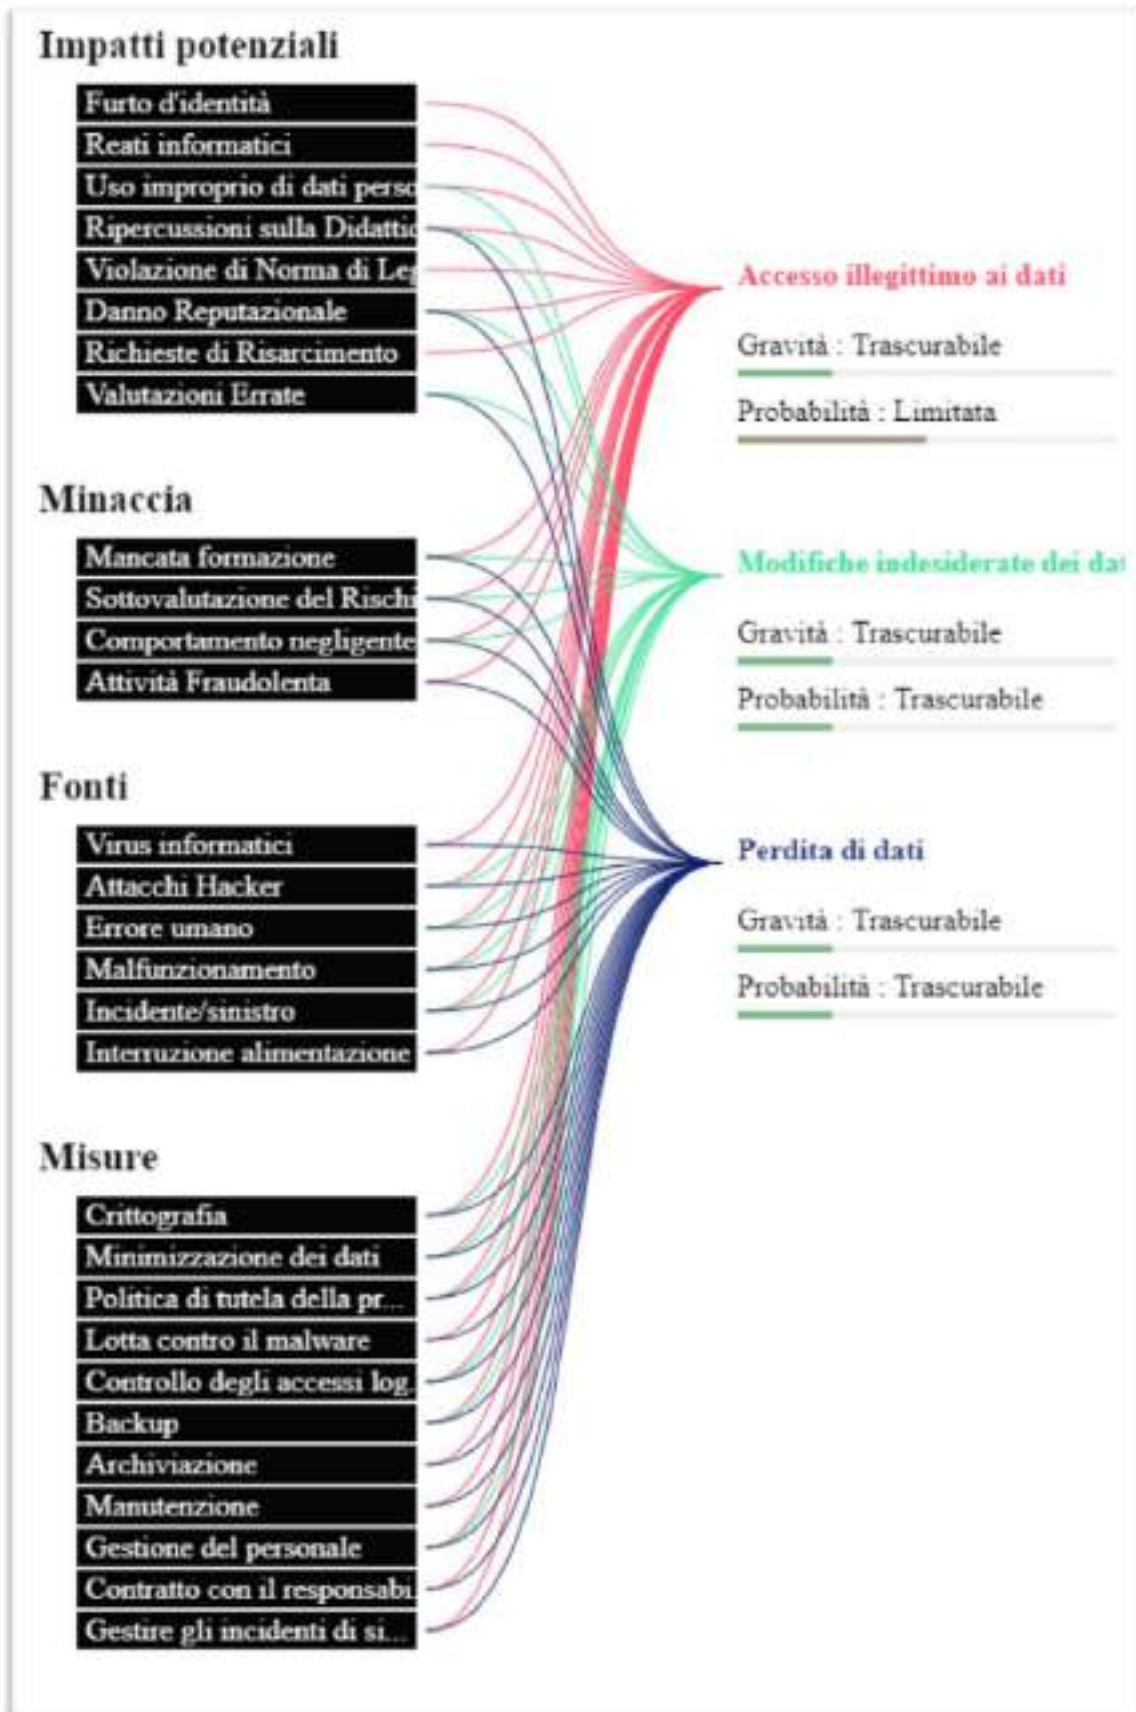 Impatti potenziali
Furto d'identità
Reati informatici
Uso improprio di dati perso
Ripercussioni sulla Didattic
Violazione di Norma di Leg
Danno Reputazionale
Richieste di Risarcimento
Valutazioni Errate
Accesso illegittimo ai dati
Gravità : Trascurabile
Probabilità : Limitata
Minaccia
Mancata formazione
Sottovalutazione del Rischi
Comportamento negligente
Attività Fraudolenta
Modifiche indesiderate dei dat
Gravità : Trascurabile
Probabilità : Trascurabile
Fonti
Virus informatici
Attacchi Hacker
Errore umano
Malfunzionamento
Incidente/sinistro
Interruzione alimentazione
Perdita di dati
Gravità : Trascurabile
Probabilità : Trascurabile
Misure
Crittografia
Minimizzazione dei dati
Politica di tutela della pr...
Lotta contro il malware
Controllo degli accessi log.
Backup
Archiviazione
Manutenzione
Gestione del personale
Contratto con il responsabi.
Gestire gli incidenti di si...